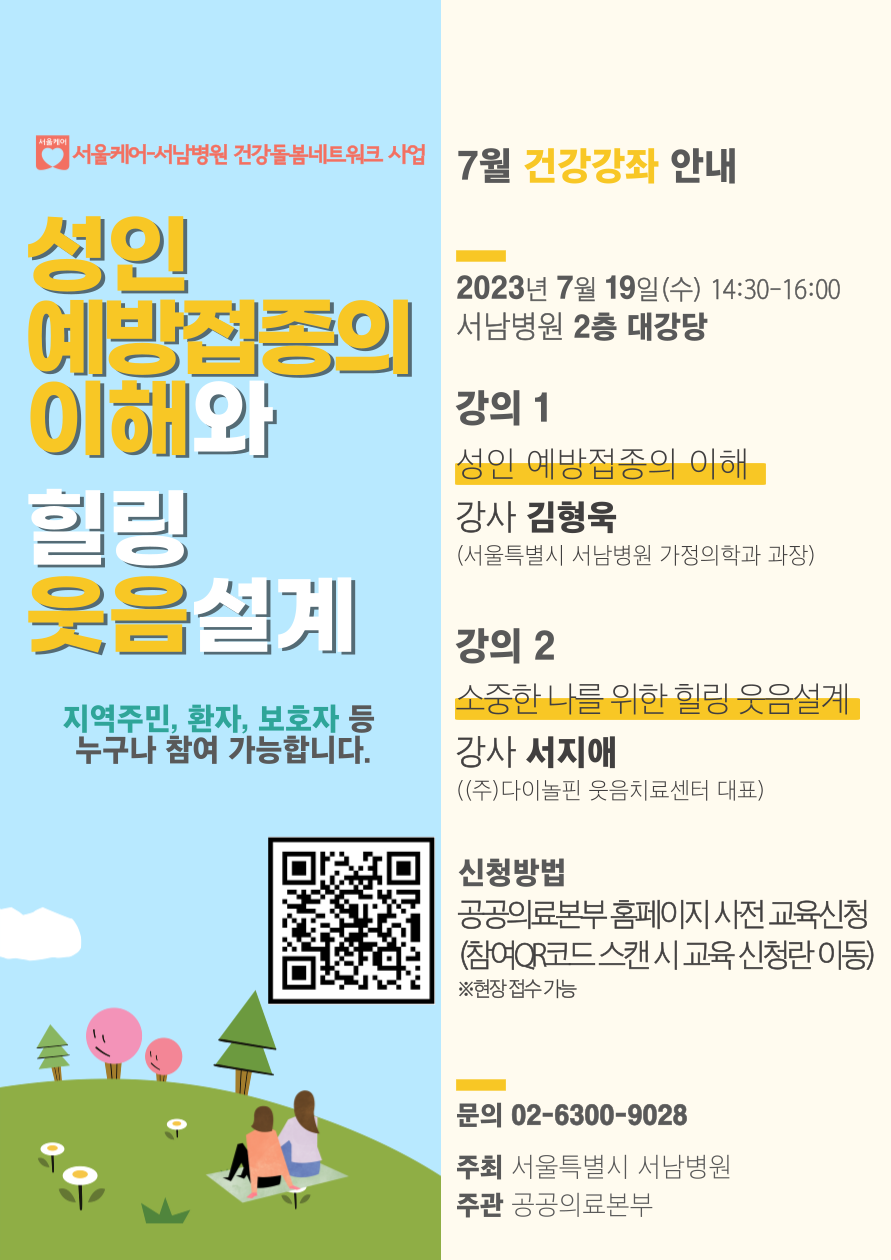 서울케어
서울케어-서남병원 건강돌봄네트워크 사업
성인
예방접종의
이해와
힐링
웃음설계
지역주민, 환자, 보호자 등
누구나 참여 가능합니다.
7월 건강강좌 안내
2023년 7월 19일(수) 14:30-16:00
서남병원 2층 대강당
강의 1
성인 예방접종의 이해
강사 김형욱
(서울특별시 서남병원 가정의학과 과장)
강의 2
소중한 나를 위한 힐링 웃음설계
강사 서지애
((주)다이놀핀 웃음치료센터 대표)
신청방법
공공의료본부 홈페이지 사전 교육신청
(참여QR코드 스캔 시 교육 신청란 이동)
※현장 접수 가능
문의 02-6300-9028
주최 서울특별시 서남병원
주관 공공의료본부